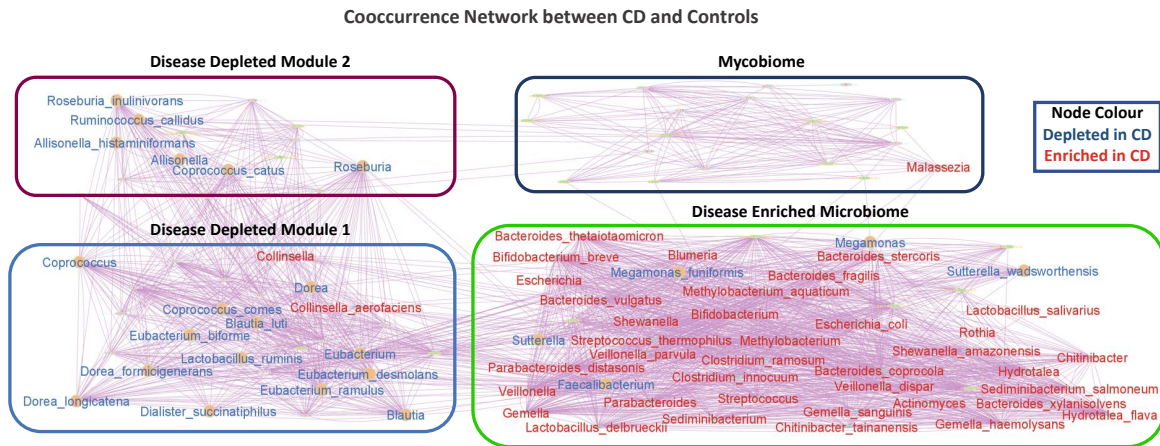 Cooccurrence Network between CD and Controls
Disease Depleted Module 2
Roseburia_inulinivorans
Ruminococcus_callidus
Allisonella_histaminiformans
Allisonella
Coprococcus_catus
Roseburia
Mycobiome
Malassezia
Node Colour
Depleted in CD
Enriched in CD
Disease Depleted Module 1
Collinsella
Coprococcus
Dorea
Coprococcus_comes
Collinsella_aerofaciens
Blautia_luti
Eubacterium_biforme
Lactobacillus_ruminis
Eubacterium
Dorea_formicigenerans
Eubacterium_desmolans
Eubacterium_ramulus
Dorea_longicatena
Dialister_succinatiphilus
Blautia
Disease Enriched Microbiome
Bacteroides_thetaiotaomicron
Megamonas
Bifidobacterium_breve
Blumeria
Bacteroides_stercoris
Megamonas_funiformis
Sutterella_wadsworthensis
Escherichia
Bacteroides_fragilis
Methylobacterium_aquaticum
Bacteroides_vulgatus
Lactobacillus_salivarius
Bifidobacterium
Shewanella
Escherichia_coli
Rothia
Sutterella
Streptococcus_thermophilus
Methylobacterium
Veillonella_parvula
Shewanella_amazonensis
Clostridium_ramosum
Chitinibacter
Parabacteroides_distasonis
Bacteroides_coprocola
Hydrotalea
Clostridium_innocuum
Faecalibacterium
Veillonella_dispar
Veillonella
Sediminibacterium_salmoneum
Streptococcus
Actinomyces
Parabacteroides
Bacteroides_xylanisolvens
Gemella
Gemella_sanguinis
Hydrotalea_flava
Sediminibacterium
Lactobacillus_delbrueckii
Chitinibacter_tainanensis
Gemella_haemolysans